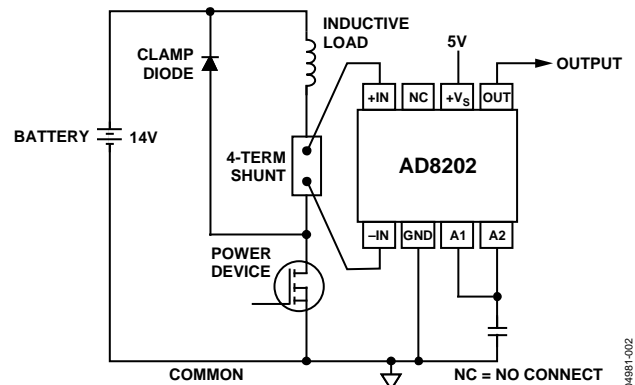 INDUCTIVE
LOAD
CLAMP
DIODE
5V
OUTPUT
+IN
NC
+VS
OUT
BATTERY
14V
4-TERM
SHUNT
AD8202
–IN
GND
A1
A2
POWER
DEVICE
COMMON
NC = NO CONNECT
04981-002